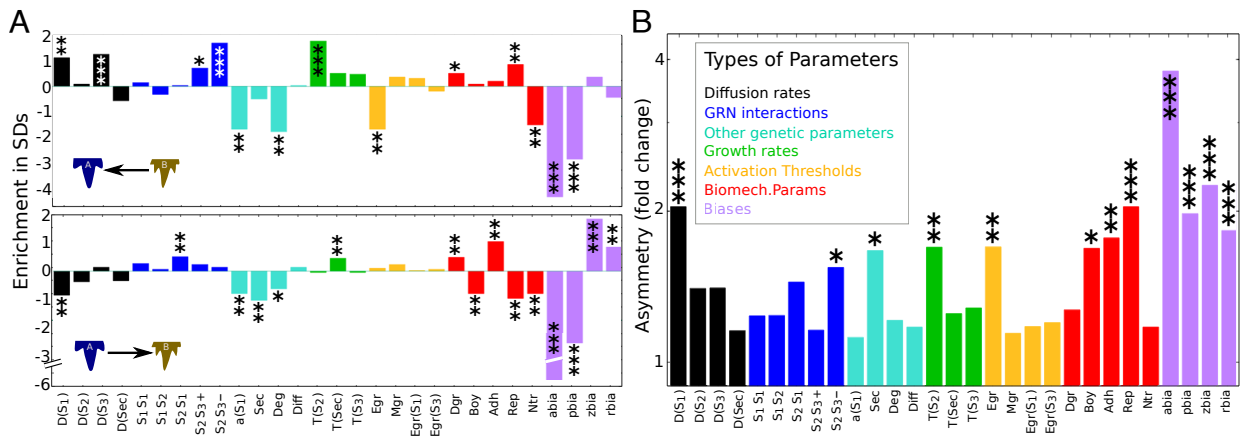 A
Enrichment in SDs
2
1
0
-1
-2
-3
-4
** *** * *** ** ** *** ** * ** ** *** ***
A B
2
1
0
-1
-2
-3
-6
** ** ** ** * ** ** ** ** ** ** *** *** *** **
A B
D(S1) D(S2) D(S3) D(Sec) S1 S1 S1 S2 S2 S1 S2 S3+ S2 S3− a(S1) Sec Deg Diff T(S2) T(Sec) T(S3) Egr Mgr Egr(S1) Egr(S3) Dgr Boy Adh Rep Ntr abia pbia zbia rbia
B
Asymmetry (fold change)
4
2
1
Types of Parameters
Diffusion rates
GRN interactions
Other genetic parameters
Growth rates
Activation Thresholds
Biomech.Params
Biases
*** * * ** ** * ** *** *** *** *** ***
D(S1) D(S2) D(S3) D(Sec) S1 S1 S1 S2 S2 S1 S2 S3+ S2 S3− a(S1) Sec Deg Diff T(S2) T(Sec) T(S3) Egr Mgr Egr(S1) Egr(S3) Dgr Boy Adh Rep Ntr abia pbia zbia rbia